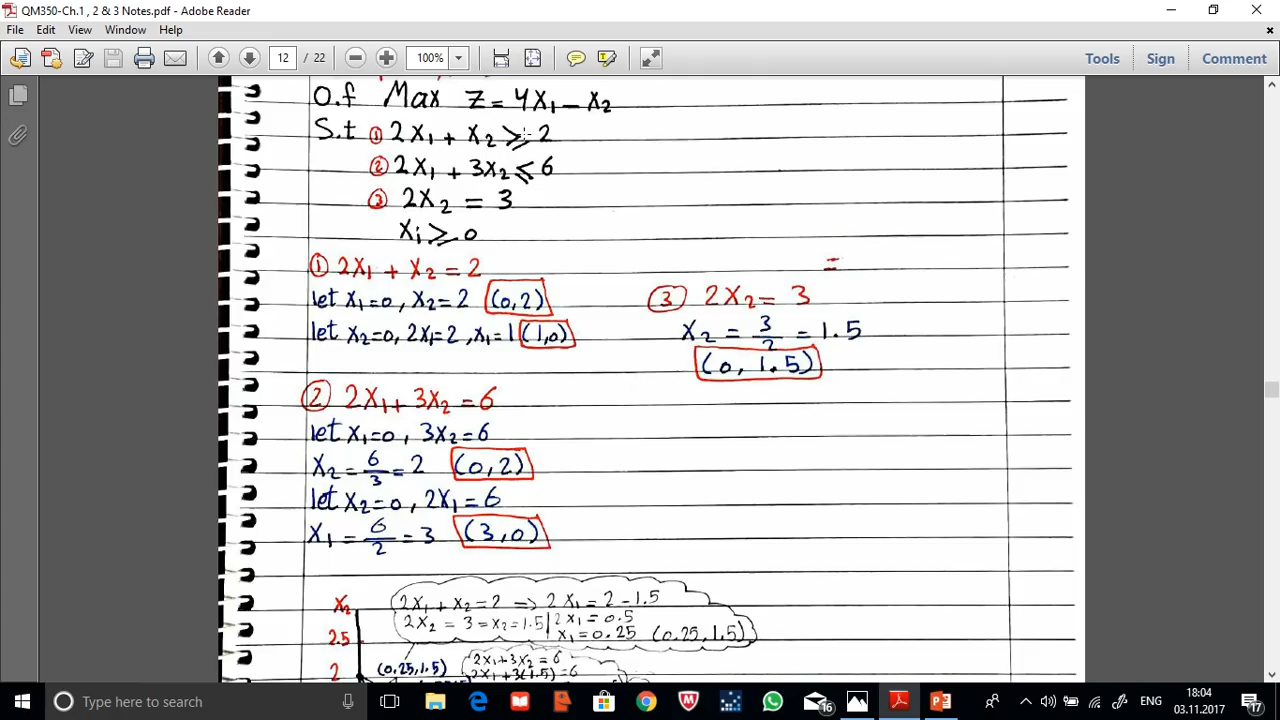 QM350-Ch.1, 2 & 3 Notes.pdf - Adobe Reader
File Edit View Window Help
12 / 22 100% Tools Sign Comment
O.f Max Z = 4X₁ - X₂
S.t ① 2X₁ + X₂ ≥ 2
② 2X₁ + 3X₂ ≤ 6
③ 2X₂ = 3
Xi ≥ 0
① 2X₁ + X₂ = 2
let X₁=0, X₂=2 (0,2)
let X₂=0, 2X₁=2, X₁=1 (1,0)
=
③ 2X₂ = 3
X₂ = 3/2 = 1.5
(0, 1.5)
② 2X₁ + 3X₂ = 6
let X₁=0, 3X₂=6
X₂ = 6/3 = 2 (0,2)
let X₂=0, 2X₁=6
X₁ = 6/2 = 3 (3,0)
X₂
2X₁ + X₂ = 2 ⇒ 2X₁ = 2 - 1.5
2X₂ = 3 = X₂ = 1.5 | 2X₁ = 0.5
X₁ = 0.25 (0.25, 1.5)
2.5
2X₁+3X₂ = 6
2 (0.25, 1.5) 2X₁+3(1.5) = 6
Type here to search
16
P
ENG
18:04
03.11.2017
17